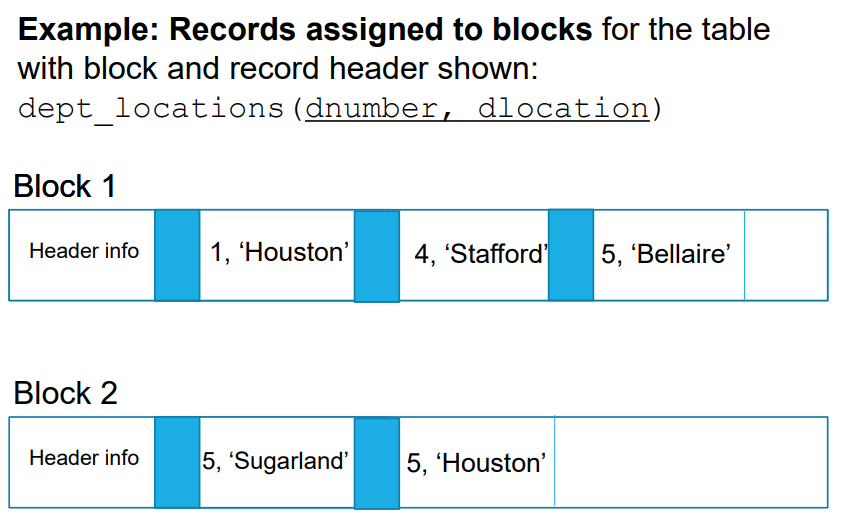 Example: Records assigned to blocks for the table
with block and record header shown:
dept_locations(dnumber, dlocation)
Block 1
Header info 1, ‘Houston’ 4, ‘Stafford’ 5, ‘Bellaire’
Block 2
Header info 5, ‘Sugarland’ 5, ‘Houston’